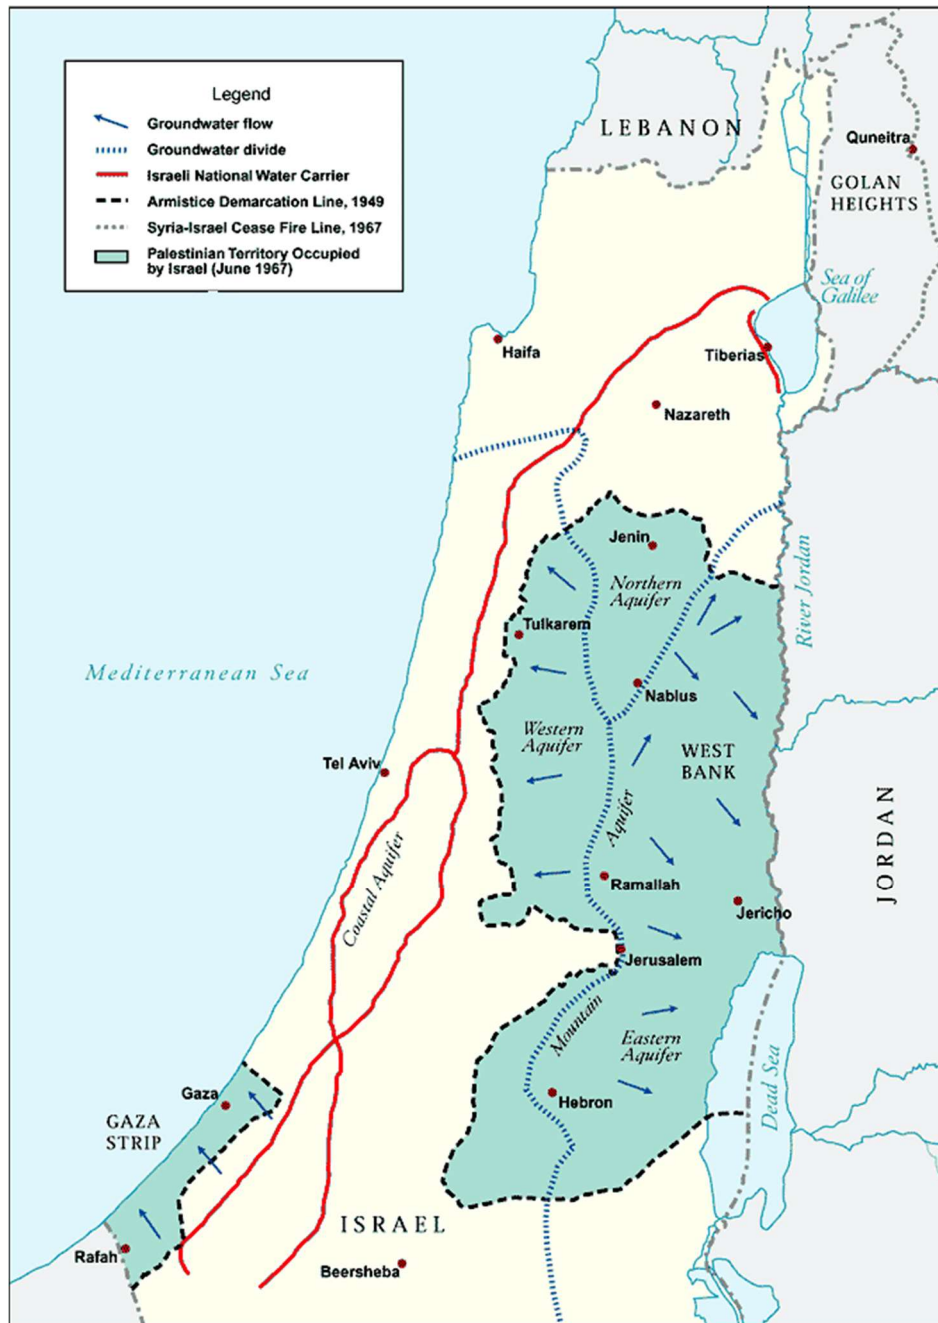 Legend
Groundwater flow
Groundwater divide
Israeli National Water Carrier
Armistice Demarcation Line, 1949
Syria-Israel Cease Fire Line, 1967
Palestinian Territory Occupied
by Israel (June 1967)
LEBANON
Quneitra
GOLAN
HEIGHTS
Sea of
Galilee
Haifa
Tiberias
Nazareth
Jenin
Northern
Aquifer
River Jordan
Tulkarem
Mediterranean Sea
Nablus
Western
Aquifer
WEST
BANK
Tel Aviv
Aquifer
JORDAN
Coastal Aquifer
Ramallah
Jericho
Jerusalem
Mountain
Eastern
Aquifer
Dead Sea
Gaza
Hebron
GAZA
STRIP
ISRAEL
Rafah
Beersheba